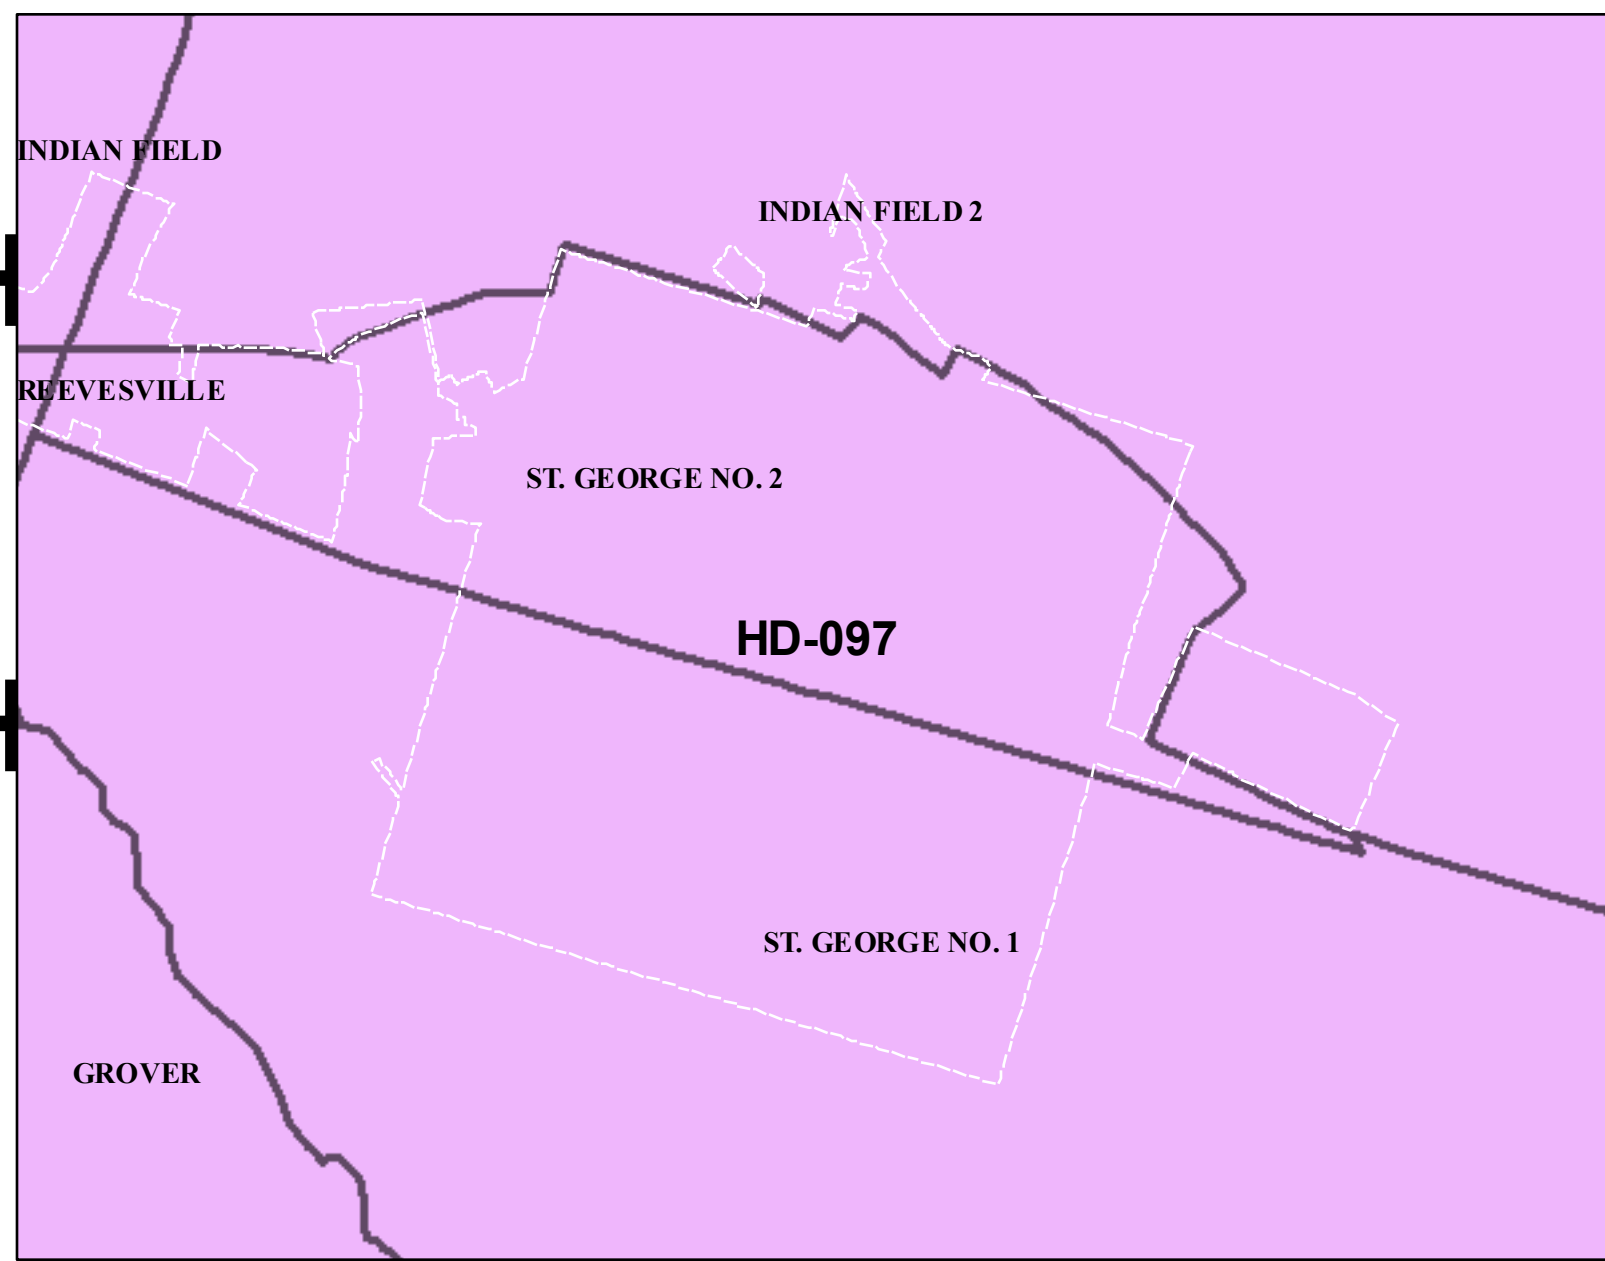 INDIAN FIELD
INDIAN FIELD 2
REEVESVILLE
ST. GEORGE NO. 2
HD-097
ST. GEORGE NO. 1
GROVER